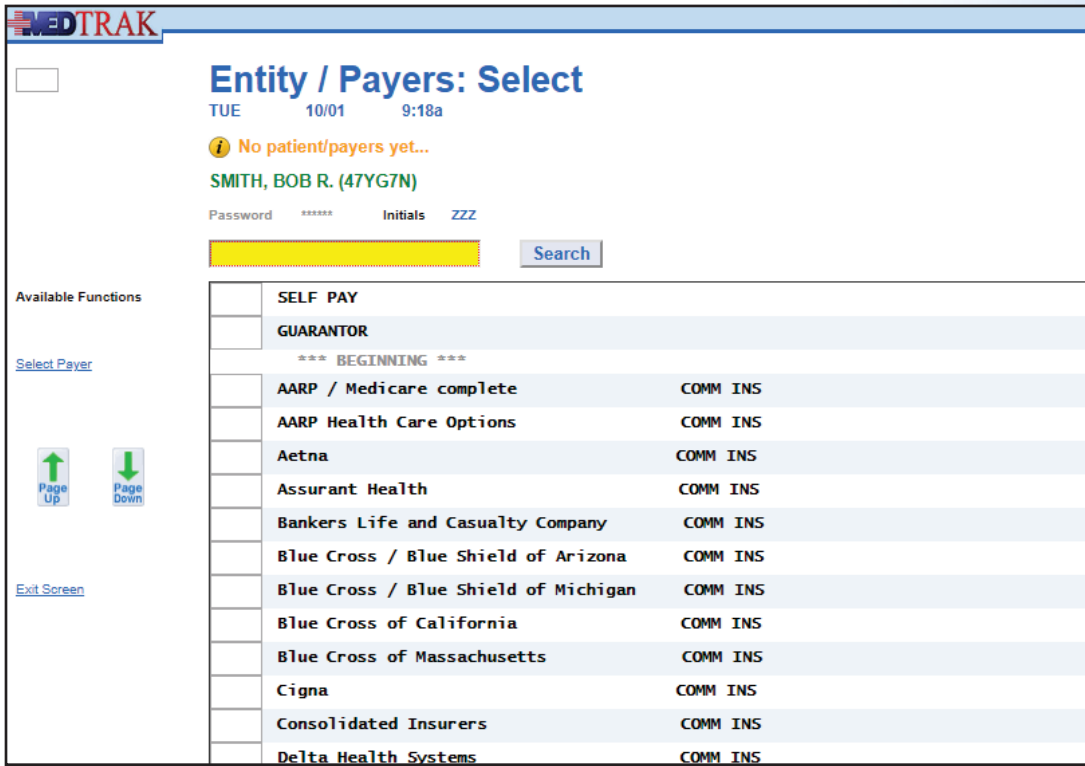 MEDTRAK
Entity / Payers: Select
TUE 10/01 9:18a
i No patient/payers yet...
SMITH, BOB R. (47YG7N)
Password ****** Initials ZZZ
Search
Available Functions
Select Payer
Page Up
Page Down
Exit Screen
SELF PAY
GUARANTOR
*** BEGINNING ***
AARP / Medicare complete COMM INS
AARP Health Care Options COMM INS
Aetna COMM INS
Assurant Health COMM INS
Bankers Life and Casualty Company COMM INS
Blue Cross / Blue Shield of Arizona COMM INS
Blue Cross / Blue Shield of Michigan COMM INS
Blue Cross of California COMM INS
Blue Cross of Massachusetts COMM INS
Cigna COMM INS
Consolidated Insurers COMM INS
Delta Health Systems COMM INS